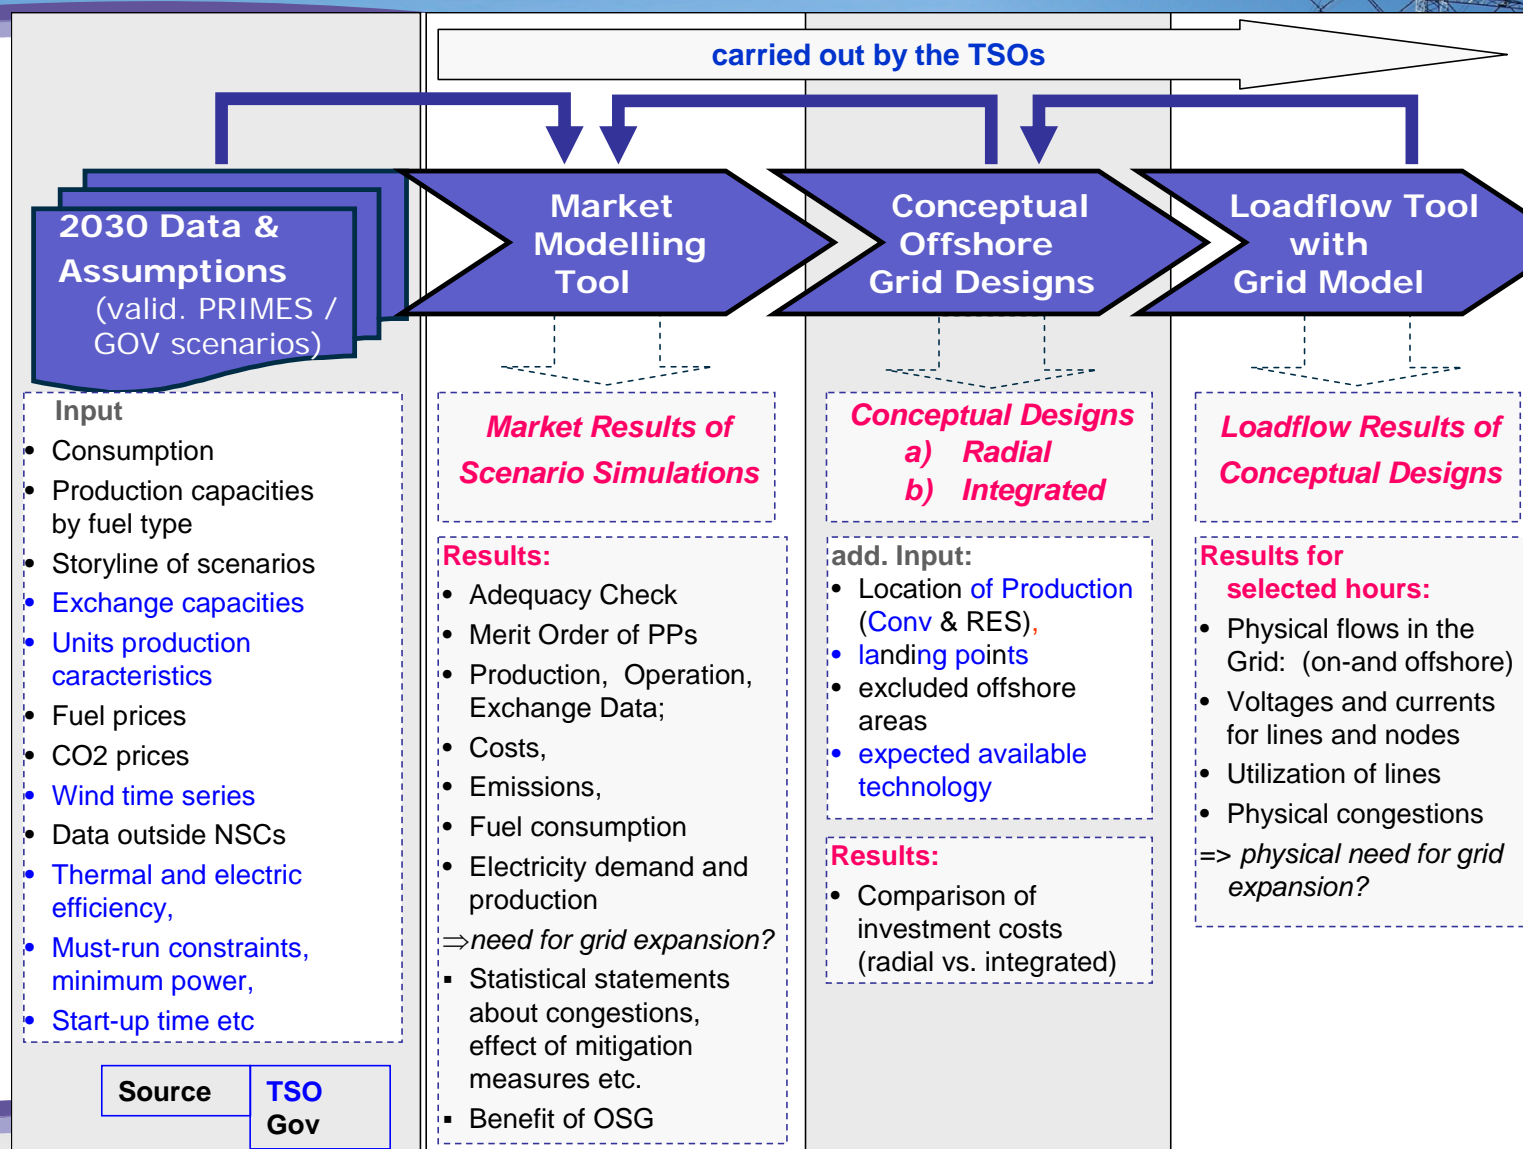 carried out by the TSOs
2030 Data &
Assumptions
(valid. PRIMES /
GOV scenarios)
Market
Modelling
Tool
Conceptual
Offshore
Grid Designs
Loadflow Tool
with
Grid Model
Input
• Consumption
• Production capacities
by fuel type
• Storyline of scenarios
• Exchange capacities
• Units production
caracteristics
• Fuel prices
• CO2 prices
• Wind time series
• Data outside NSCs
• Thermal and electric
efficiency,
• Must-run constraints,
minimum power,
• Start-up time etc
Source
TSO
Gov
Market Results of
Scenario Simulations
Results:
• Adequacy Check
• Merit Order of PPs
• Production, Operation,
Exchange Data;
• Costs,
• Emissions,
• Fuel consumption
• Electricity demand and
production
⇒need for grid expansion?
▪ Statistical statements
about congestions,
effect of mitigation
measures etc.
▪ Benefit of OSG
Conceptual Designs
a) Radial
b) Integrated
add. Input:
• Location of Production
(Conv & RES),
• landing points
• excluded offshore
areas
• expected available
technology
Results:
• Comparison of
investment costs
(radial vs. integrated)
Loadflow Results of
Conceptual Designs
Results for
selected hours:
• Physical flows in the
Grid: (on-and offshore)
• Voltages and currents
for lines and nodes
• Utilization of lines
• Physical congestions
=> physical need for grid
expansion?